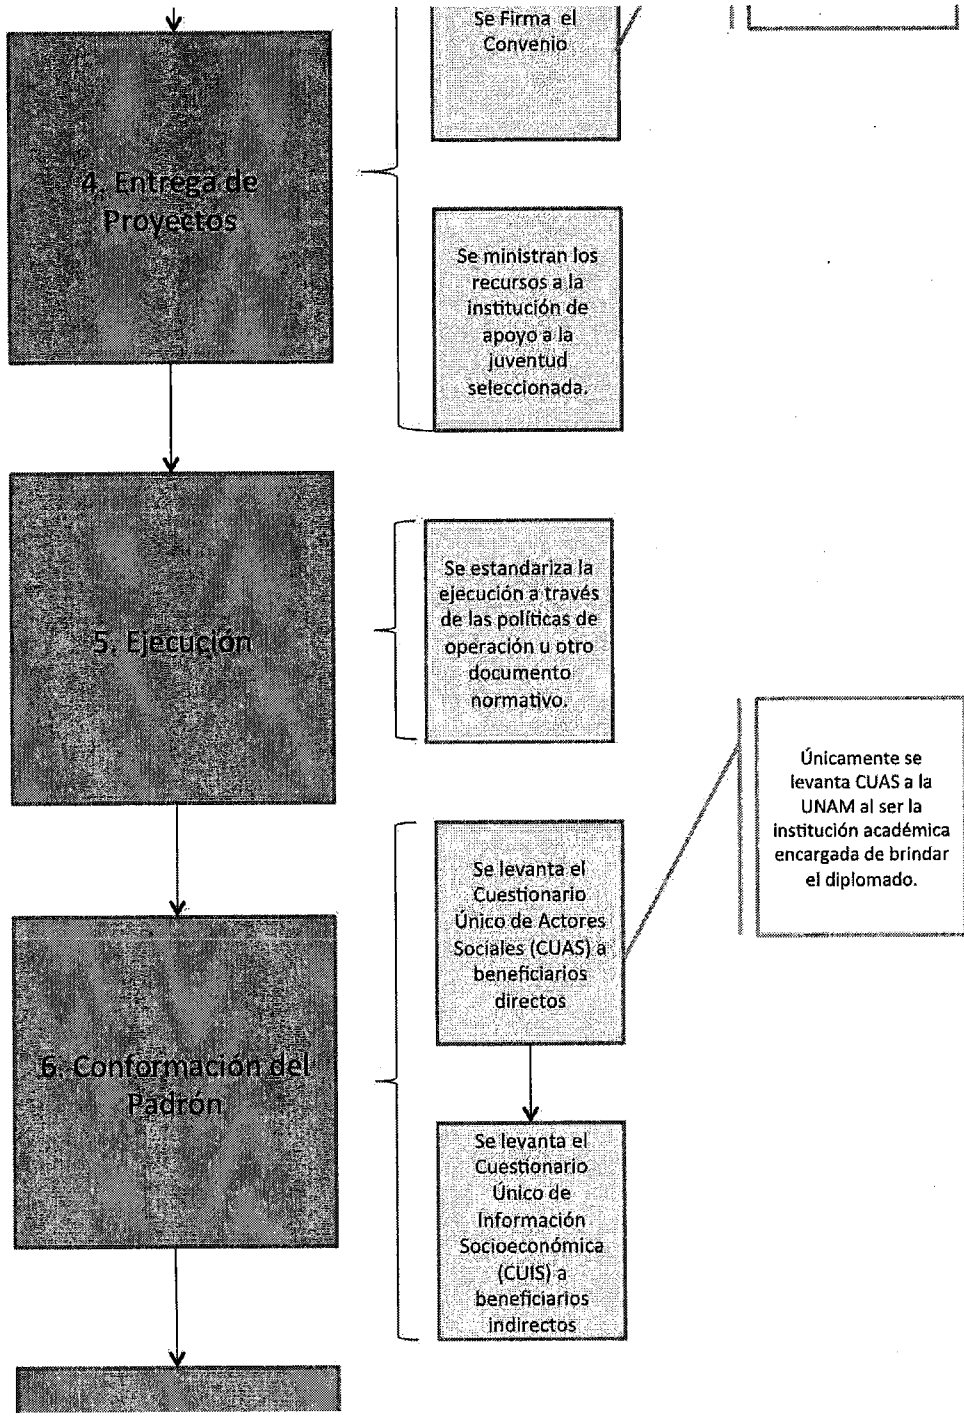 Se Firma el
Convenio
4. Entrega de
Proyectos
Se ministran los
recursos a la
institución de
apoyo a la
juventud
seleccionada.
5. Ejecución
Se estandariza la
ejecución a través
de las políticas de
operación u otro
documento
normativo.
Únicamente se
levanta CUAS a la
UNAM al ser la
institución académica
encargada de brindar
el diplomado.
Se levanta el
Cuestionario
Único de Actores
Sociales (CUAS) a
beneficiarios
directos
6. Conformación del
Padrón
Se levanta el
Cuestionario
Único de
Información
Socioeconómica
(CUIS) a
beneficiarios
indirectos